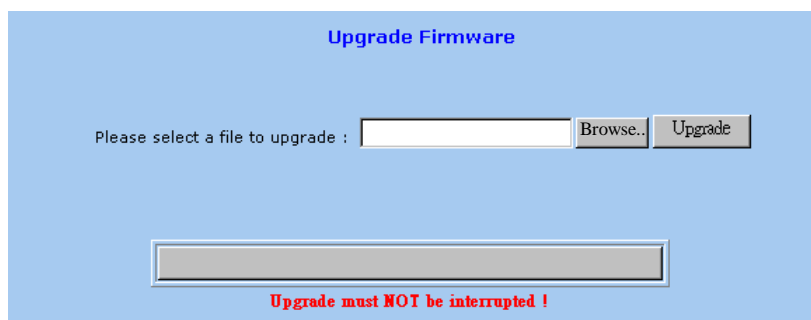 Upgrade Firmware
Please select a file to upgrade : Browse.. Upgrade
Upgrade must NOT be interrupted !